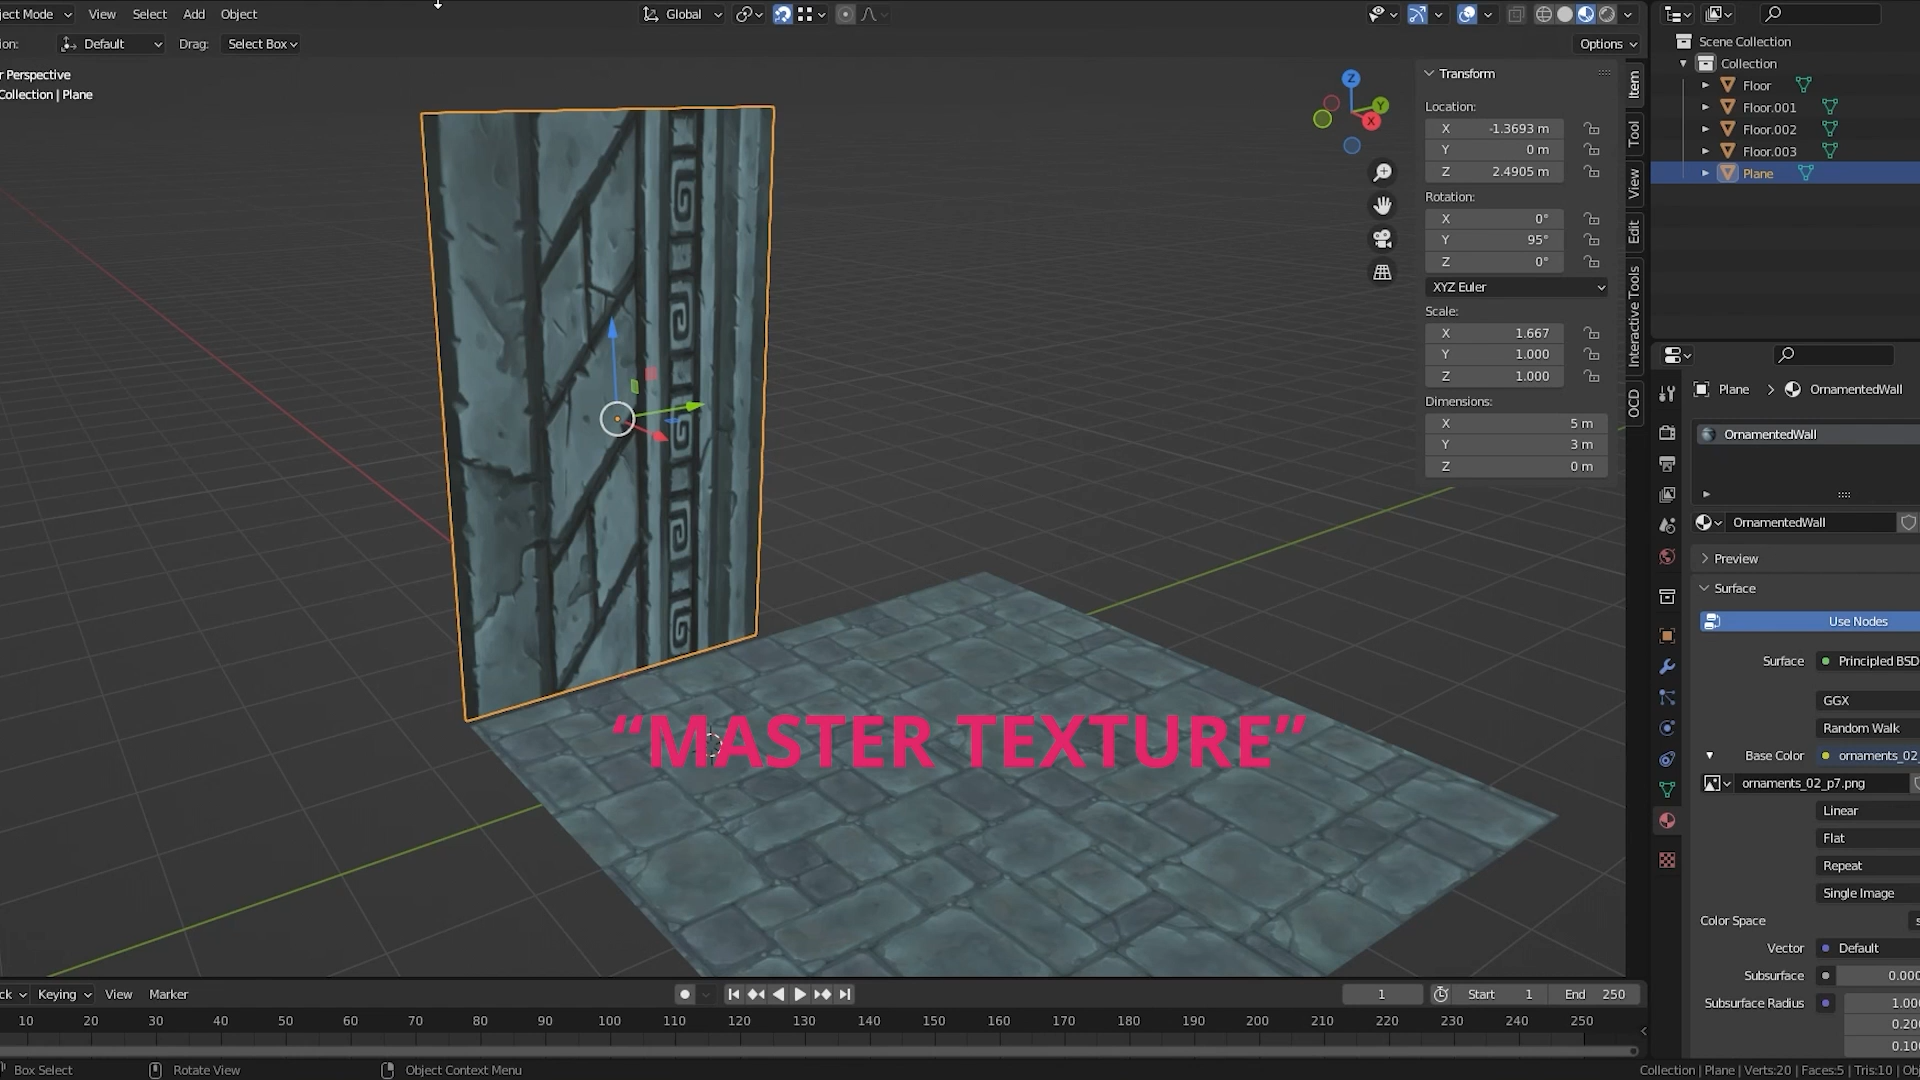 ject Mode View Select Add Object Global
ion: Default Drag: Select Box Options
r Perspective
Collection | Plane
Z
Y
X
Transform
Location:
X -1.3693 m
Y 0 m
Z 2.4905 m
Rotation:
X 0°
Y 95°
Z 0°
XYZ Euler
Scale:
X 1.667
Y 1.000
Z 1.000
Dimensions:
X 5 m
Y 3 m
Z 0 m
Item
Tool
View
Edit
Interactive Tools
OCD
Scene Collection
Collection
Floor
Floor.001
Floor.002
Floor.003
Plane
Plane > OrnamentedWall
OrnamentedWall
OrnamentedWall
Preview
Surface
Use Nodes
Surface Principled BSD
GGX
Random Walk
Base Color ornaments_02_
ornaments_02_p7.png
Linear
Flat
Repeat
Single Image
Color Space s
Vector Default
Subsurface 0.000
Subsurface Radius 1.000
0.200
0.100
“MASTER TEXTURE”
ck Keying View Marker 1 Start 1 End 250
10 20 30 40 50 60 70 80 90 100 110 120 130 140 150 160 170 180 190 200 210 220 230 240 250
Box Select Rotate View Object Context Menu Collection | Plane | Verts:20 | Faces:5 | Tris:10 | Ob